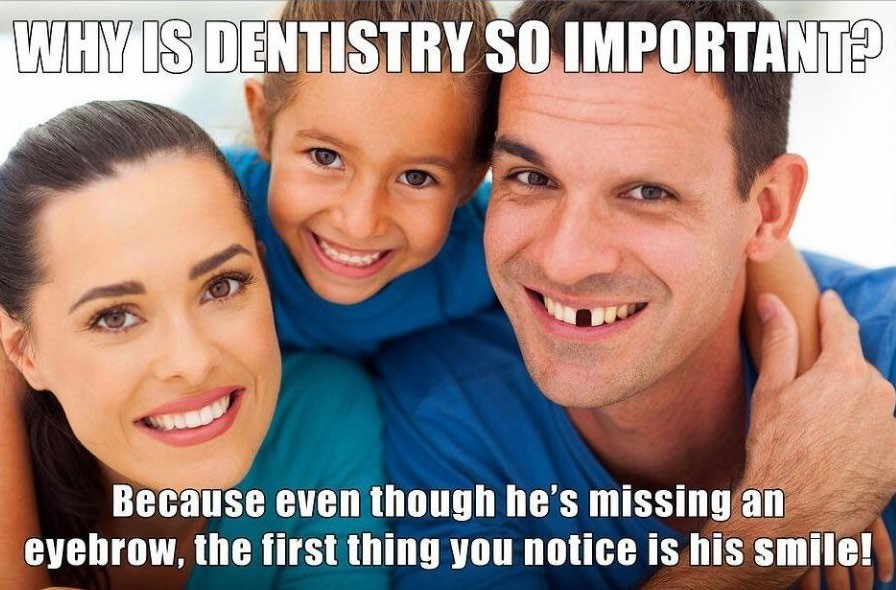 WHY IS DENTISTRY SO IMPORTANT?
Because even though he's missing an
eyebrow, the first thing you notice is his smile!